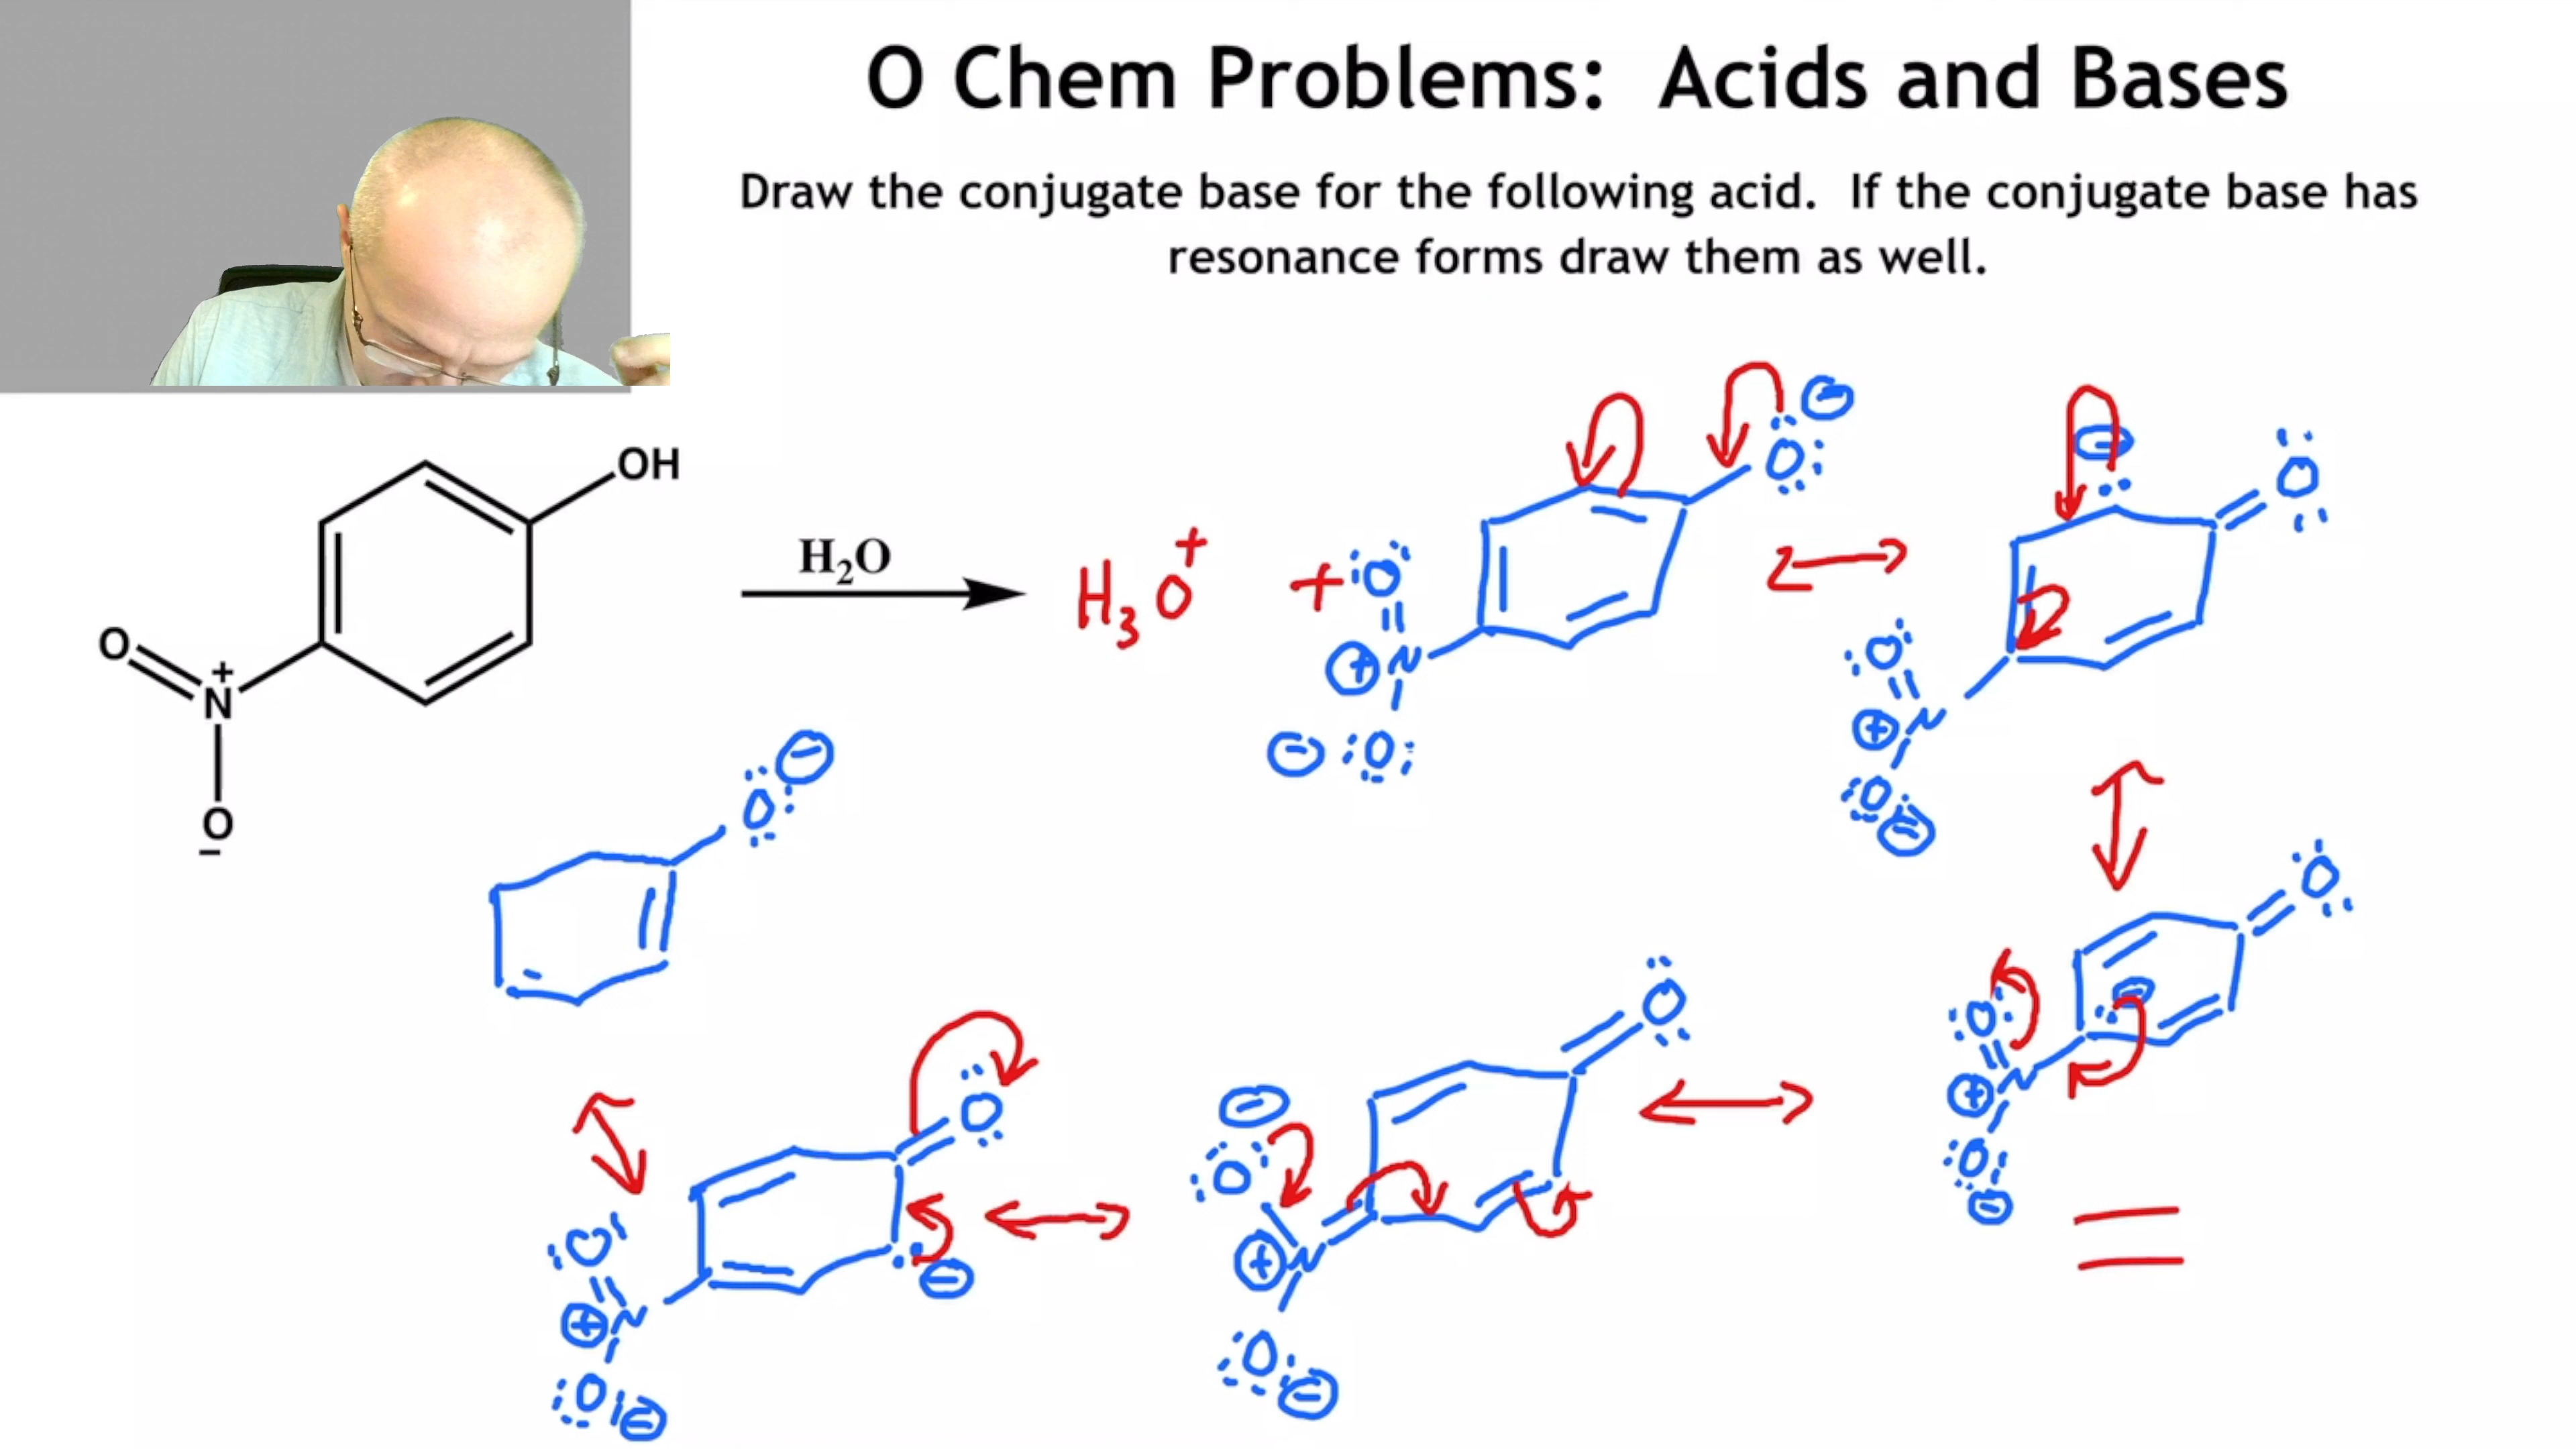 O Chem Problems: Acids and Bases
Draw the conjugate base for the following acid. If the conjugate base has
resonance forms draw them as well.
OH
O
N
+
O
−
H₂O
H₃O⁺
+
:O:
=
⊕ N
⊖ :O:
O: ⊖
⊖
O
:O
⊕ N
:O: ⊖
O: ⊖
O
⊖
:O:
⊕ N
:O:
⊖
O
⊖
:O:
⊕ N
:O: ⊖
O
⊖
:O
⊕ N
:O: ⊖